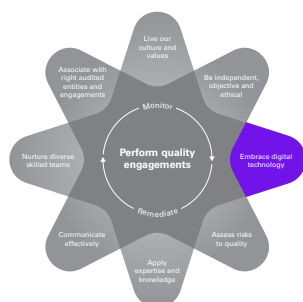 Live our
culture and
values
Be independent,
objective and
ethical
Embrace digital
technology
Assess risks
to quality
Apply
expertise and
knowledge
Communicate
effectively
Nurture diverse
skilled teams
Associate with
right audited
entities and
engagements
Monitor
Perform quality
engagements
Remediate